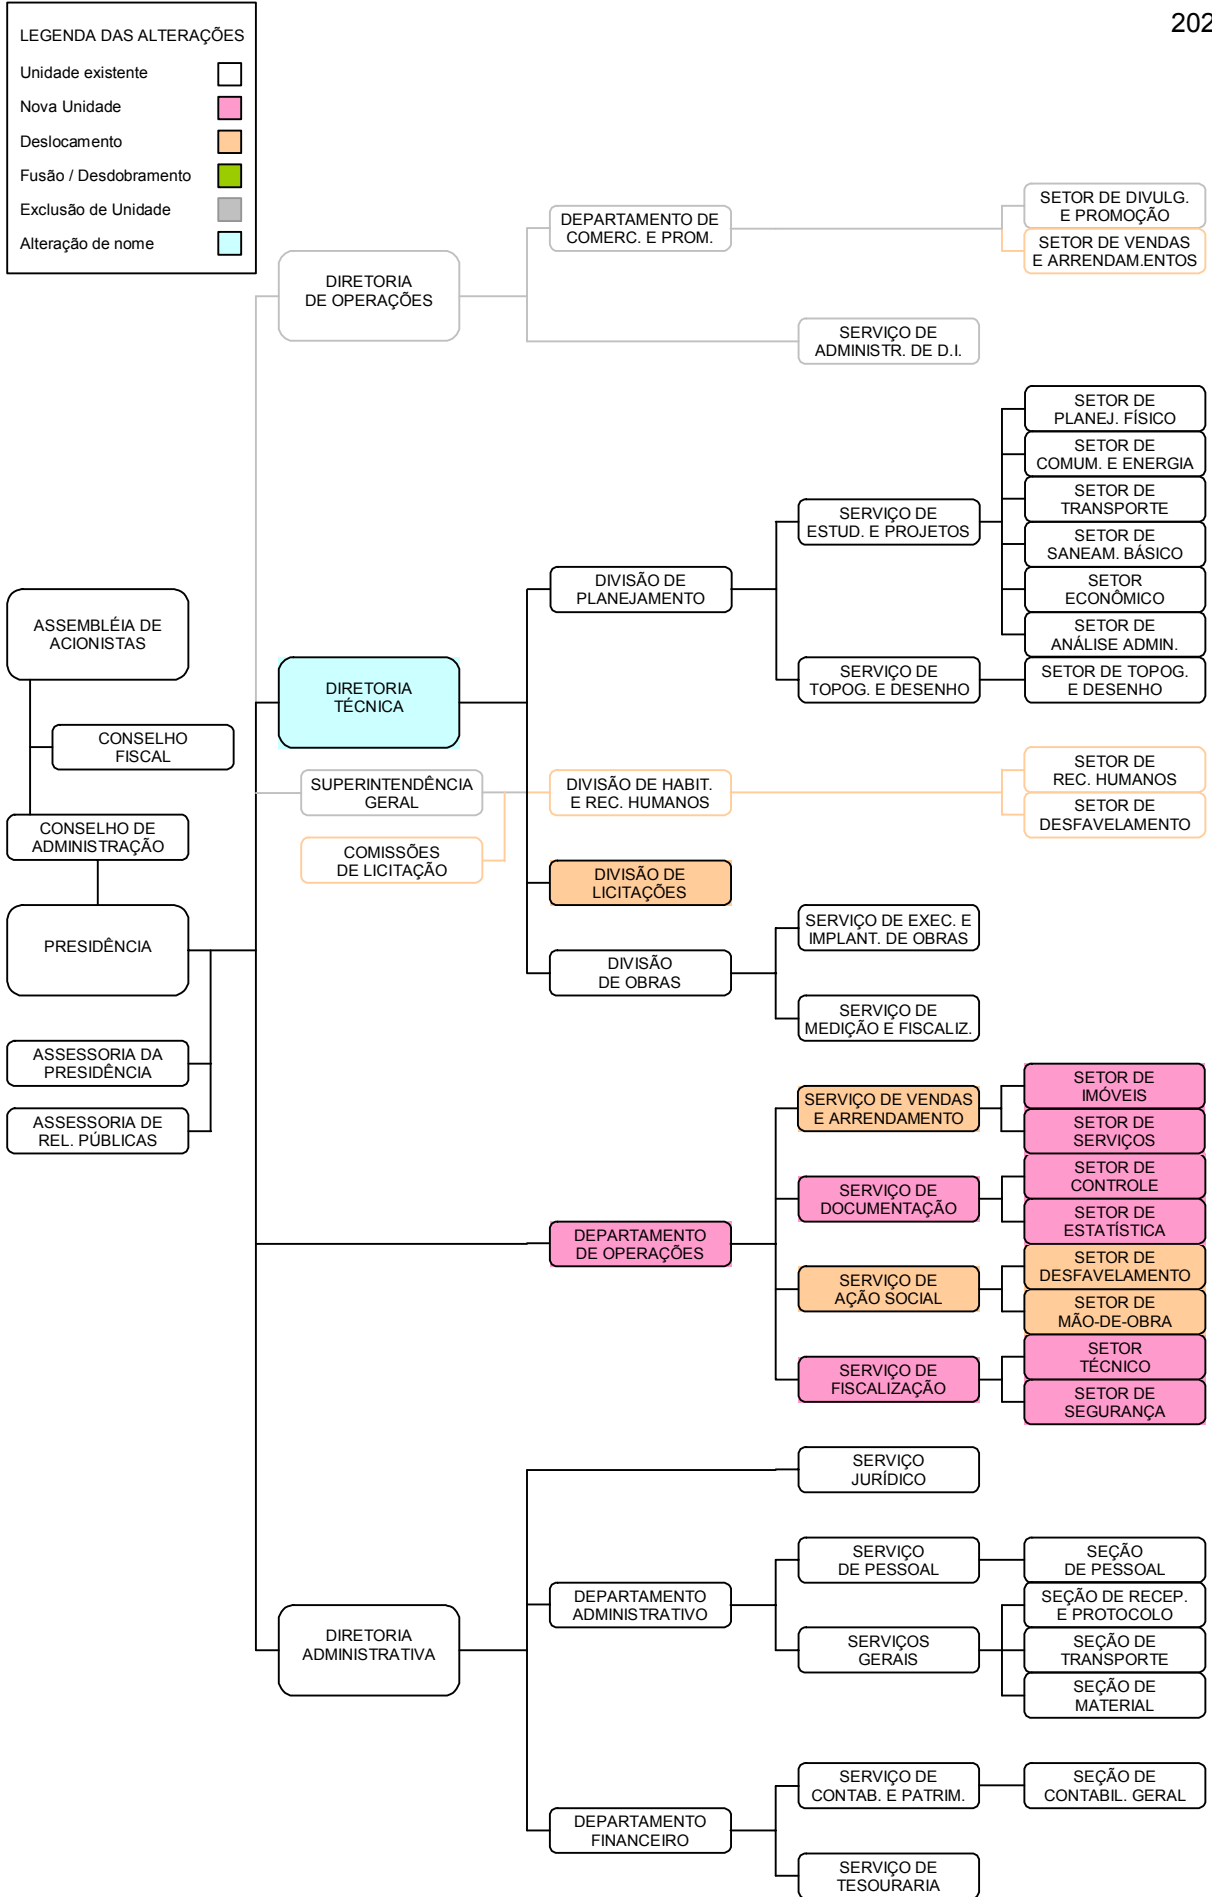 202
LEGENDA DAS ALTERAÇÕES
Unidade existente
Nova Unidade
Deslocamento
Fusão / Desdobramento
Exclusão de Unidade
Alteração de nome
DIRETORIA
DE OPERAÇÕES
DEPARTAMENTO DE
COMERC. E PROM.
SETOR DE DIVULG.
E PROMOÇÃO
SETOR DE VENDAS
E ARRENDAM.ENTOS
SERVIÇO DE
ADMINISTR. DE D.I.
ASSEMBLÉIA DE
ACIONISTAS
CONSELHO
FISCAL
CONSELHO DE
ADMINISTRAÇÃO
PRESIDÊNCIA
ASSESSORIA DA
PRESIDÊNCIA
ASSESSORIA DE
REL. PÚBLICAS
DIRETORIA
TÉCNICA
SUPERINTENDÊNCIA
GERAL
COMISSÕES
DE LICITAÇÃO
DIVISÃO DE
PLANEJAMENTO
SERVIÇO DE
ESTUD. E PROJETOS
SETOR DE
PLANEJ. FÍSICO
SETOR DE
COMUM. E ENERGIA
SETOR DE
TRANSPORTE
SETOR DE
SANEAM. BÁSICO
SETOR
ECONÔMICO
SETOR DE
ANÁLISE ADMIN.
SERVIÇO DE
TOPOG. E DESENHO
SETOR DE TOPOG.
E DESENHO
DIVISÃO DE HABIT.
E REC. HUMANOS
SETOR DE
REC. HUMANOS
SETOR DE
DESFAVELAMENTO
DIVISÃO DE
LICITAÇÕES
DIVISÃO
DE OBRAS
SERVIÇO DE EXEC. E
IMPLANT. DE OBRAS
SERVIÇO DE
MEDIÇÃO E FISCALIZ.
DEPARTAMENTO
DE OPERAÇÕES
SERVIÇO DE VENDAS
E ARRENDAMENTO
SETOR DE
IMÓVEIS
SETOR DE
SERVIÇOS
SERVIÇO DE
DOCUMENTAÇÃO
SETOR DE
CONTROLE
SETOR DE
ESTATÍSTICA
SERVIÇO DE
AÇÃO SOCIAL
SETOR DE
DESFAVELAMENTO
SETOR DE
MÃO-DE-OBRA
SERVIÇO DE
FISCALIZAÇÃO
SETOR
TÉCNICO
SETOR DE
SEGURANÇA
DIRETORIA
ADMINISTRATIVA
SERVIÇO
JURÍDICO
DEPARTAMENTO
ADMINISTRATIVO
SERVIÇO
DE PESSOAL
SEÇÃO
DE PESSOAL
SERVIÇOS
GERAIS
SEÇÃO DE RECEP.
E PROTOCOLO
SEÇÃO DE
TRANSPORTE
SEÇÃO DE
MATERIAL
DEPARTAMENTO
FINANCEIRO
SERVIÇO DE
CONTAB. E PATRIM.
SEÇÃO DE
CONTABIL. GERAL
SERVIÇO DE
TESOURARIA